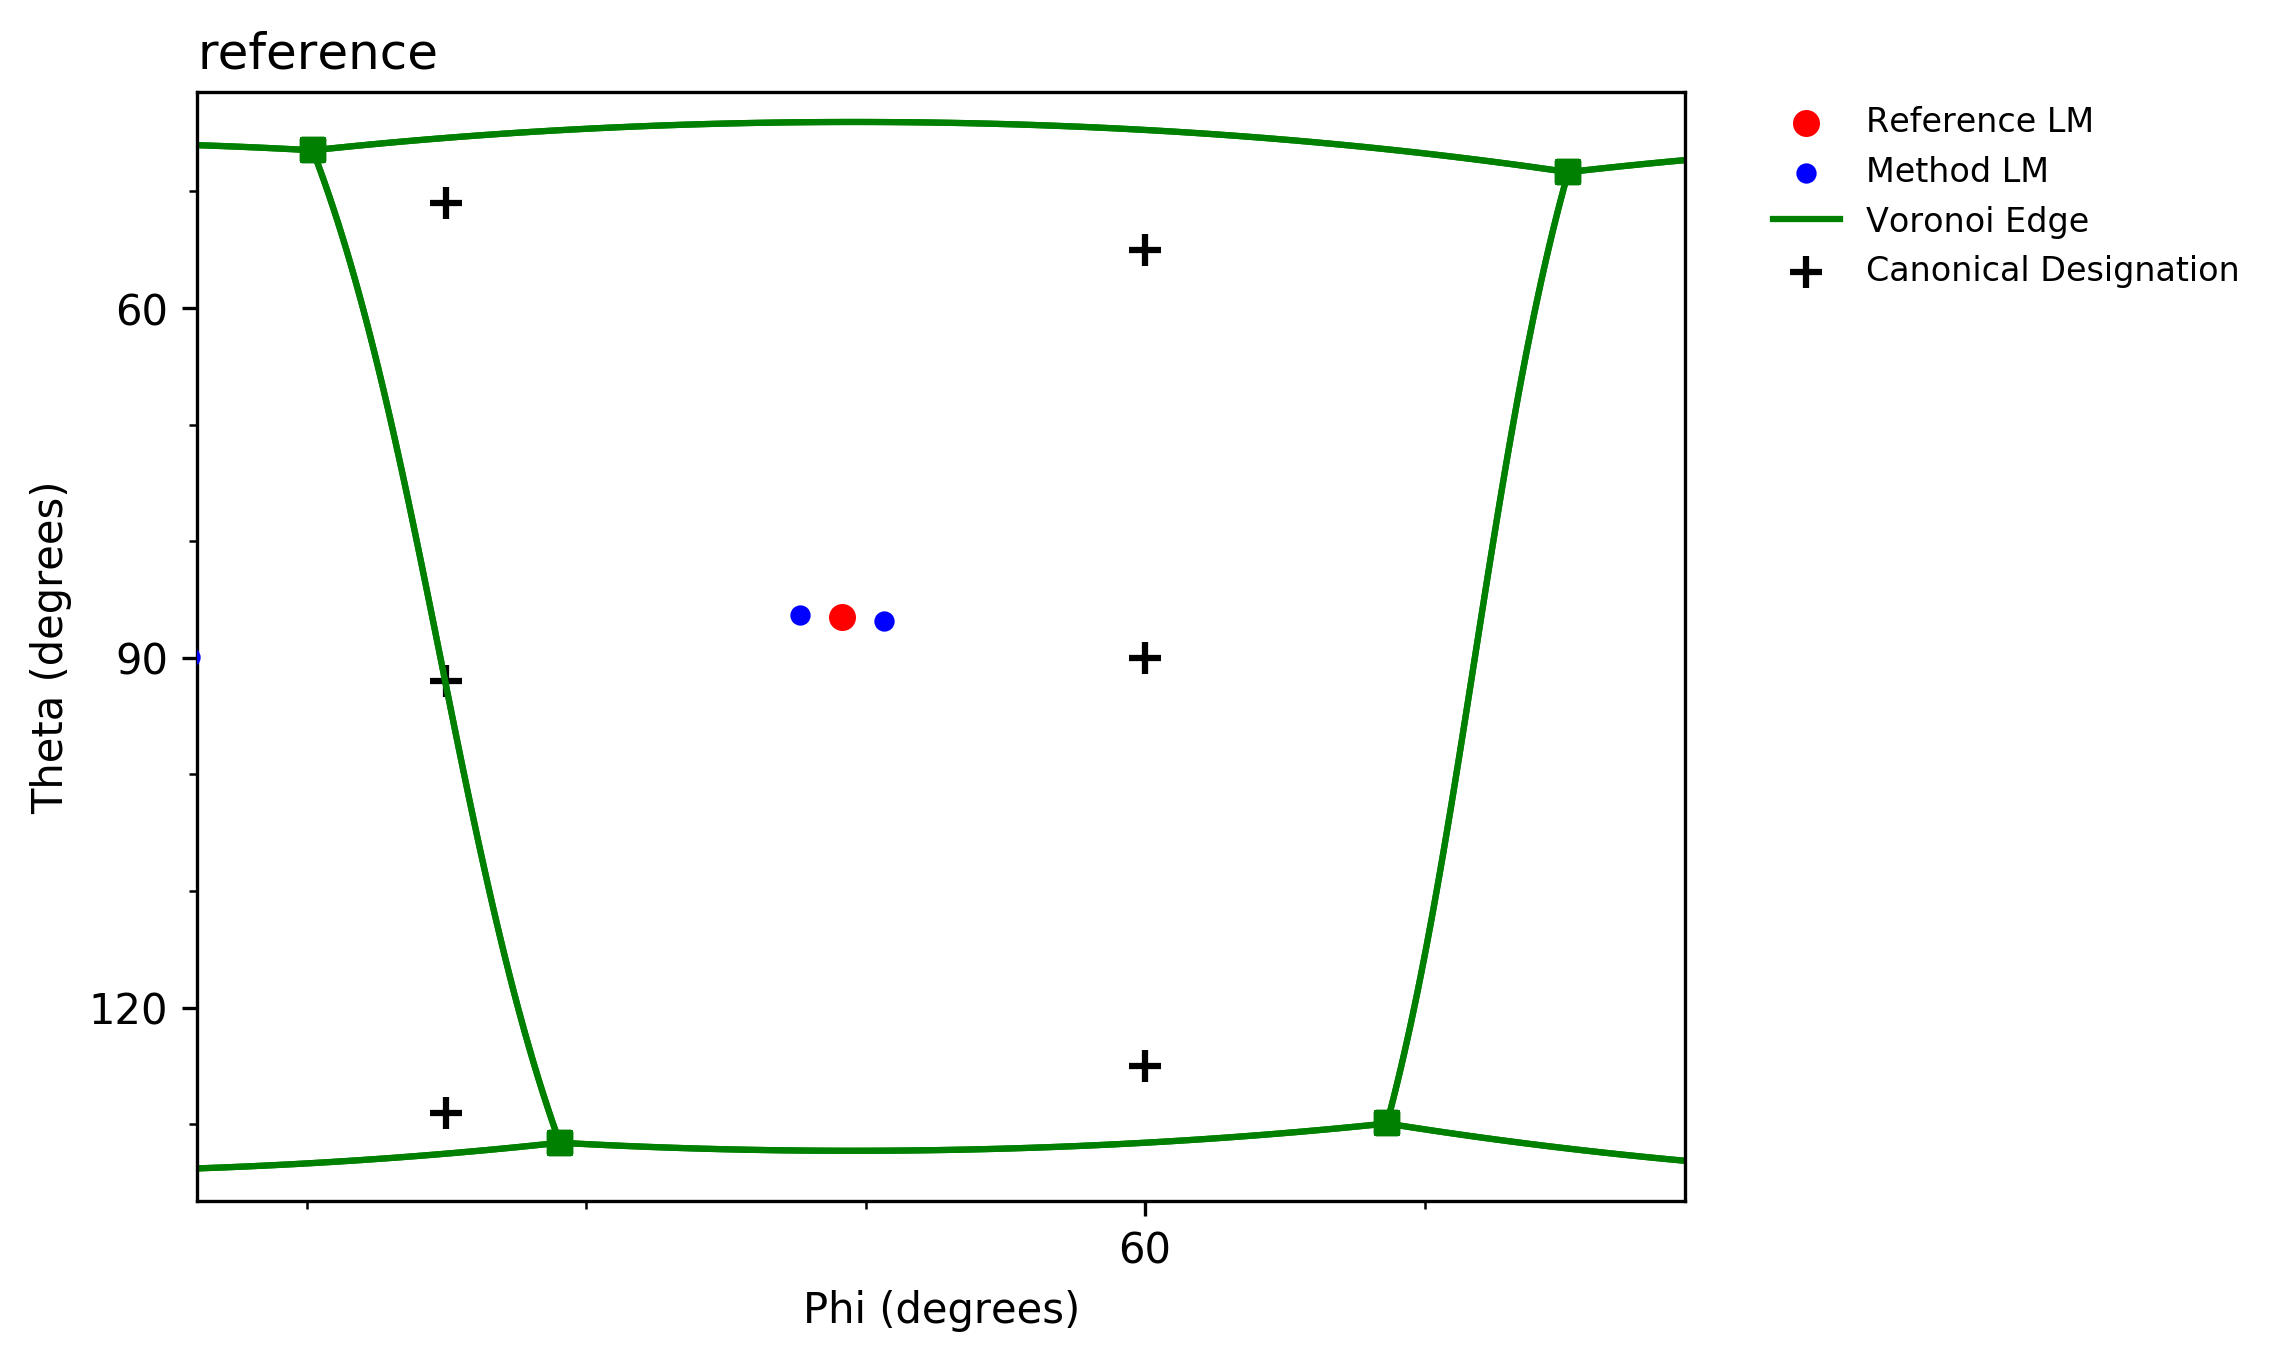 reference
Reference LM
Method LM
Voronoi Edge
Canonical Designation
60
90
120
Theta (degrees)
60
Phi (degrees)